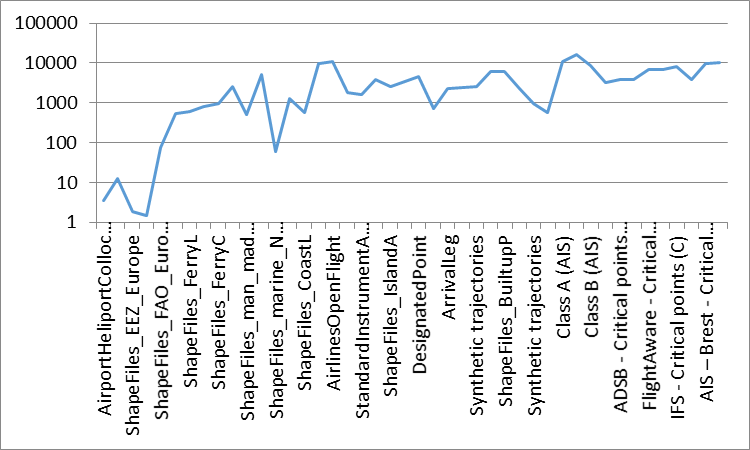 100000
10000
1000
100
10
1
AirportHeliportColloc...
ShapeFiles_EEZ_Europe
ShapeFiles_FAO_Euro...
ShapeFiles_FerryL
ShapeFiles_FerryC
ShapeFiles_man_mad...
ShapeFiles_marine_N...
ShapeFiles_CoastL
AirlinesOpenFlight
StandardInstrumentA...
ShapeFiles_IslandA
DesignatedPoint
ArrivalLeg
Synthetic trajectories
ShapeFiles_BuiltupP
Synthetic trajectories
Class A (AIS)
Class B (AIS)
ADSB - Critical points...
FlightAware - Critical...
IFS - Critical points (C)
AIS – Brest - Critical...